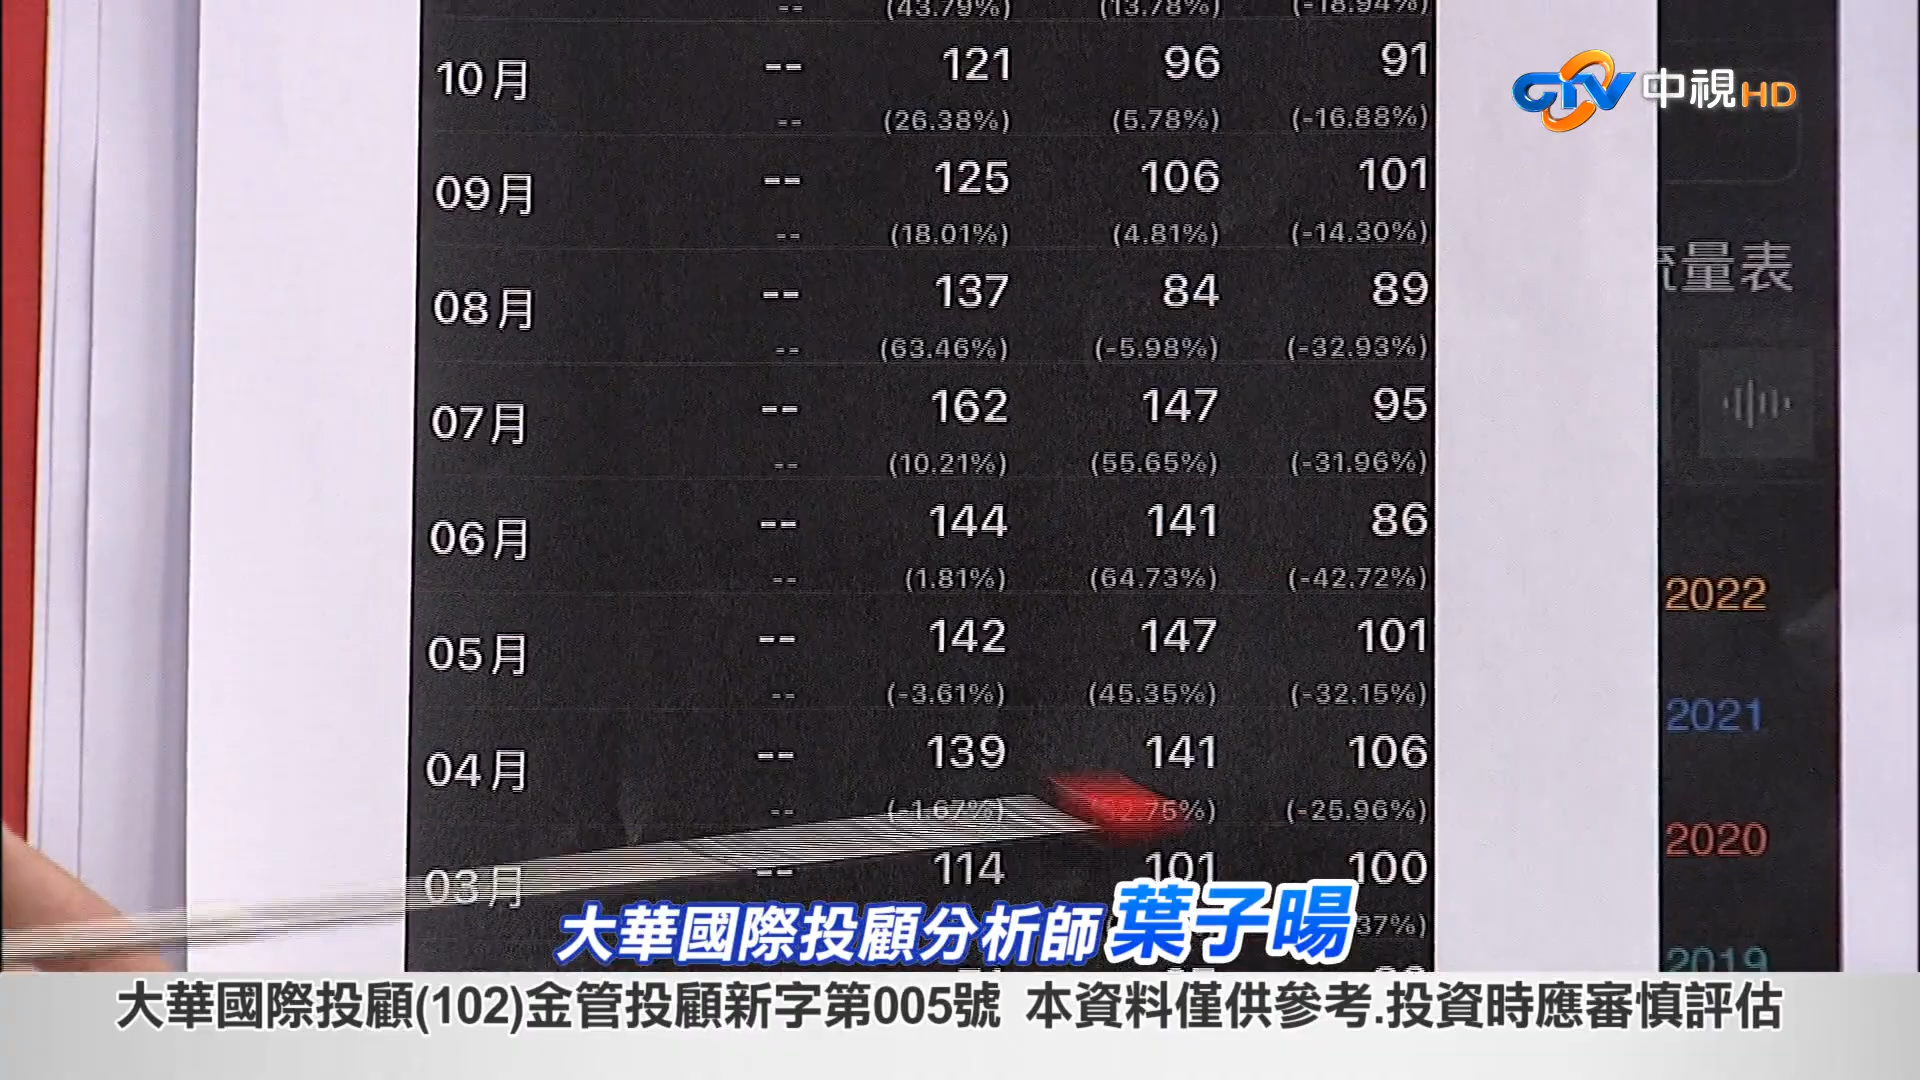 -- (43.79%) (13.78%) (-18.94%)
10月 -- 121 96 91
-- (26.38%) (5.78%) (-16.88%)
09月 -- 125 106 101
-- (18.01%) (4.81%) (-14.30%)
08月 -- 137 84 89
-- (63.46%) (-5.98%) (-32.93%)
07月 -- 162 147 95
-- (10.21%) (55.65%) (-31.96%)
06月 -- 144 141 86
-- (1.81%) (64.73%) (-42.72%)
05月 -- 142 147 101
-- (-3.61%) (45.35%) (-32.15%)
04月 -- 139 141 106
-- (-1.67%) (-25.96%)
03月 -- 114 101 100
CTV 中視HD
量表
2022
2021
2020
2019
大華國際投顧分析師 葉子暘
大華國際投顧(102)金管投顧新字第005號 本資料僅供參考.投資時應審慎評估